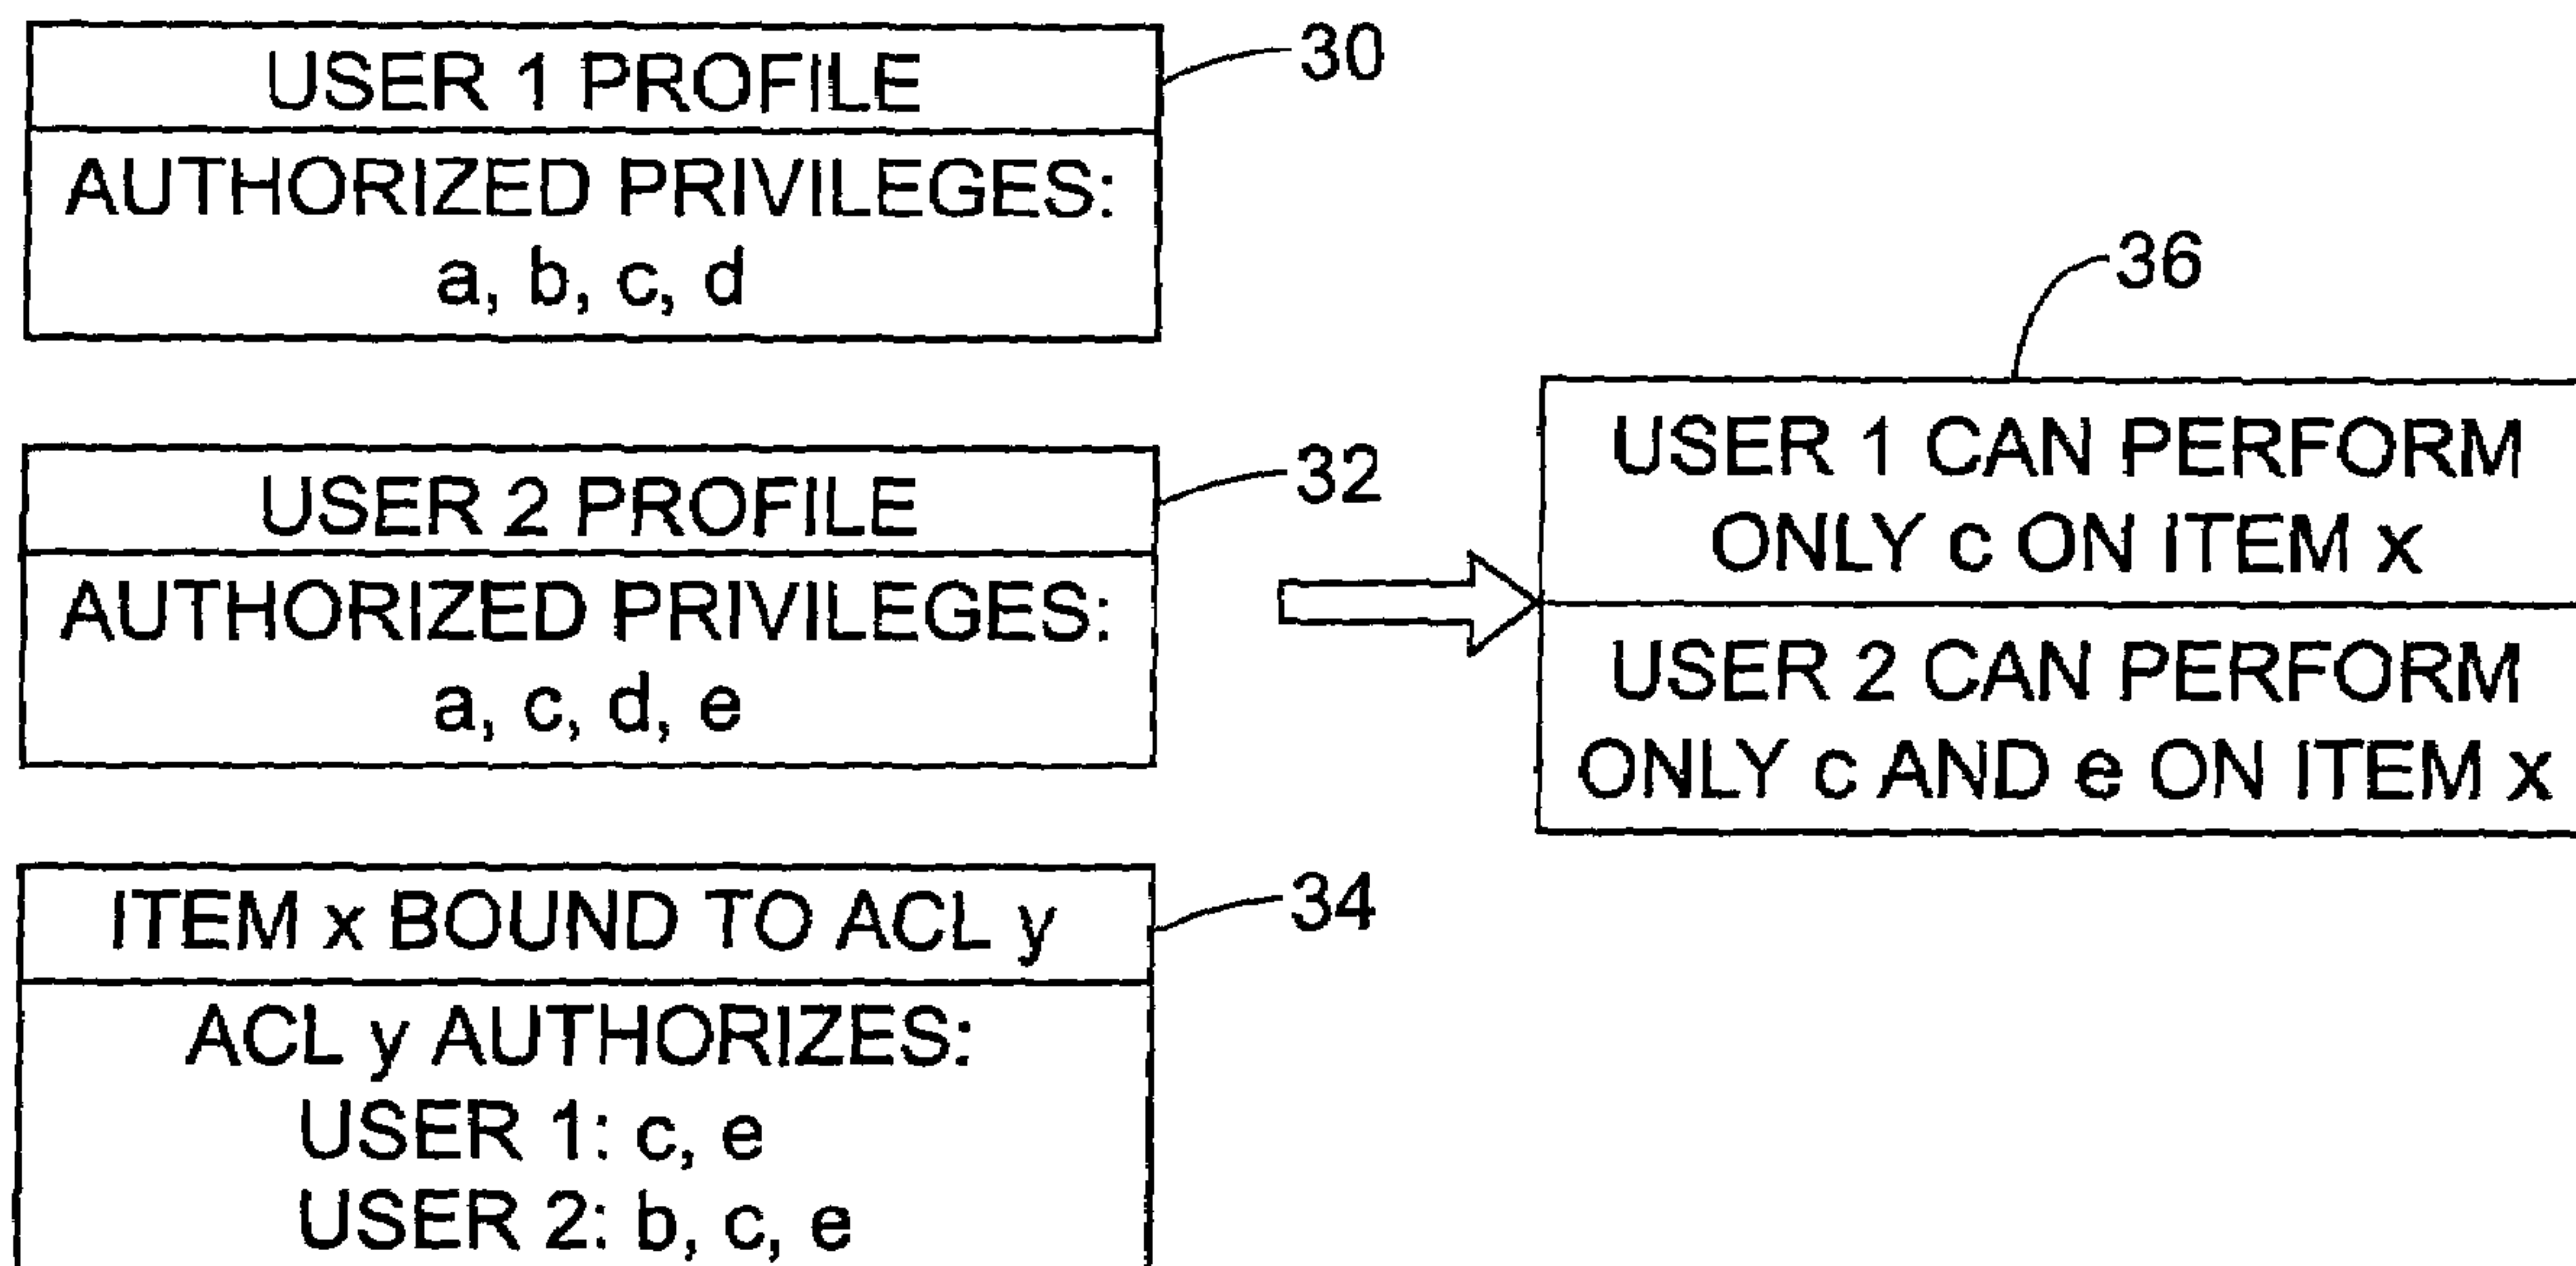 USER 1 PROFILE
30
AUTHORIZED PRIVILEGES:
a, b, c, d
USER 2 PROFILE
32
AUTHORIZED PRIVILEGES:
a, c, d, e
ITEM x BOUND TO ACL y
34
ACL y AUTHORIZES:
USER 1: c, e
USER 2: b, c, e
36
USER 1 CAN PERFORM
ONLY c ON ITEM x
USER 2 CAN PERFORM
ONLY c AND e ON ITEM x